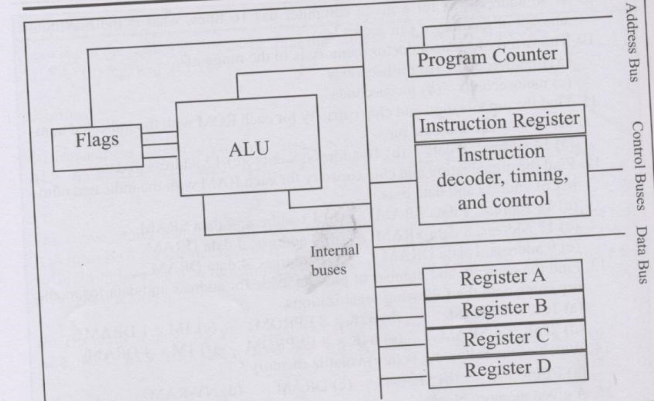 Address Bus
Program Counter
Instruction Register
Flags
ALU
Instruction
decoder, timing,
and control
Control Buses
Internal
buses
Data Bus
Register A
Register B
Register C
Register D